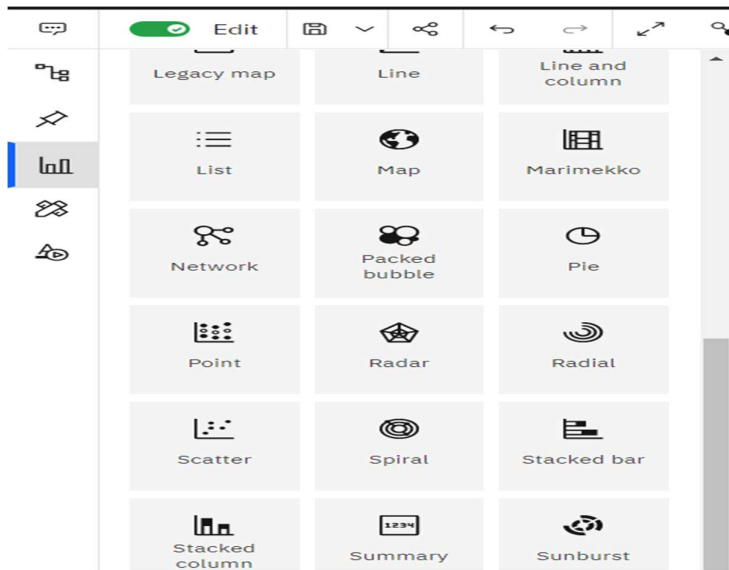 Edit
Legacy map
Line
Line and
column
List
Map
Marimekko
Network
Packed
bubble
Pie
Point
Radar
Radial
Scatter
Spiral
Stacked bar
Stacked
column
1234
Summary
Sunburst